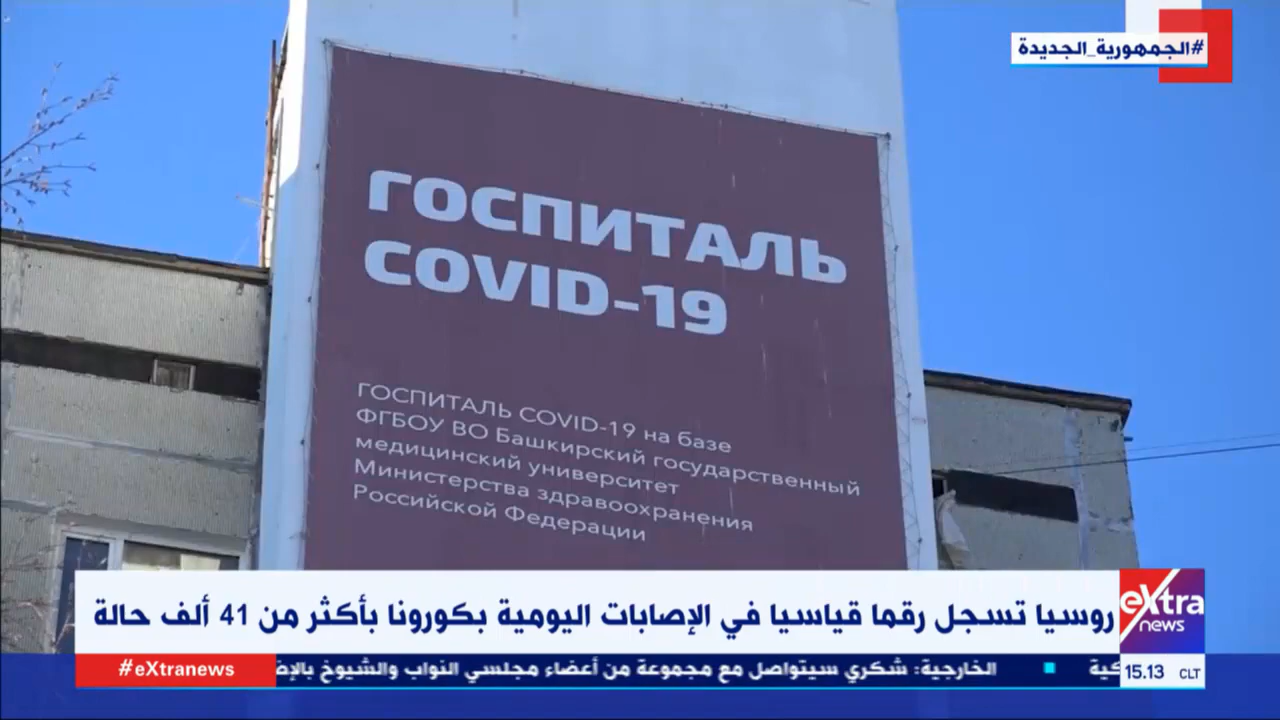 #الجمهورية_الجديدة
ГОСПИТАЛЬ
COVID-19
ГОСПИТАЛЬ COVID-19 на базе
ФГБОУ ВО Башкирский государственный
медицинский университет
Министерства здравоохранения
Российской Федерации
روسيا تسجل رقما قياسيا في الإصابات اليومية بكورونا بأكثر من 41 ألف حالة
eXtra
news
#eXtranews
الخارجية: شكري سيتواصل مع مجموعة من أعضاء مجلسي النواب والشيوخ
15.13 CLT